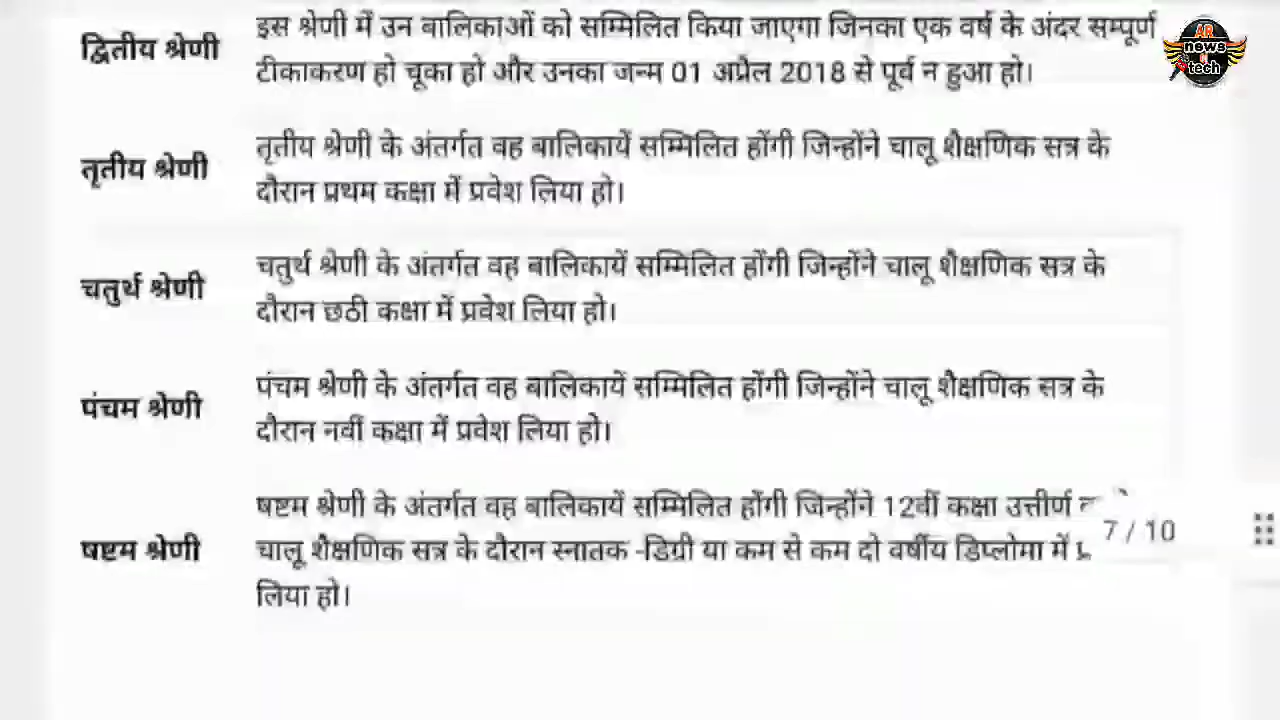 द्वितीय श्रेणी
इस श्रेणी में उन बालिकाओं को सम्मिलित किया जाएगा जिनका एक वर्ष के अंदर सम्पूर्ण
टीकाकरण हो चूका हो और उनका जन्म 01 अप्रैल 2018 से पूर्व न हुआ हो।
AR
news
tech
तृतीय श्रेणी
तृतीय श्रेणी के अंतर्गत वह बालिकायें सम्मिलित होंगी जिन्होंने चालू शैक्षणिक सत्र के
दौरान प्रथम कक्षा में प्रवेश लिया हो।
चतुर्थ श्रेणी
चतुर्थ श्रेणी के अंतर्गत वह बालिकायें सम्मिलित होंगी जिन्होंने चालू शैक्षणिक सत्र के
दौरान छठी कक्षा में प्रवेश लिया हो।
पंचम श्रेणी
पंचम श्रेणी के अंतर्गत वह बालिकायें सम्मिलित होंगी जिन्होंने चालू शैक्षणिक सत्र के
दौरान नवीं कक्षा में प्रवेश लिया हो।
षष्टम श्रेणी
षष्टम श्रेणी के अंतर्गत वह बालिकायें सम्मिलित होंगी जिन्होंने 12वीं कक्षा उत्तीर्ण
चालू शैक्षणिक सत्र के दौरान स्नातक -डिग्री या कम से कम दो वर्षीय डिप्लोमा में
लिया हो।
7 / 10